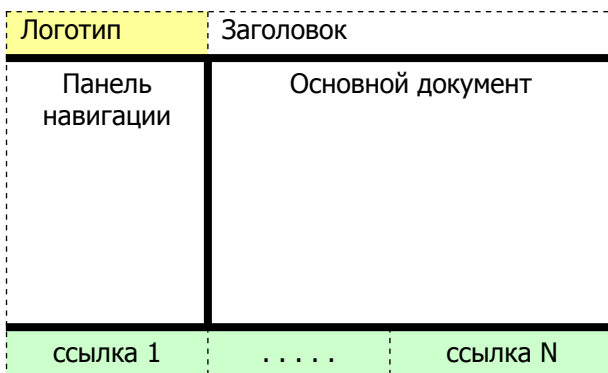 Логотип
Заголовок
Панель
навигации
Основной документ
ссылка 1
. . . . .
ссылка N